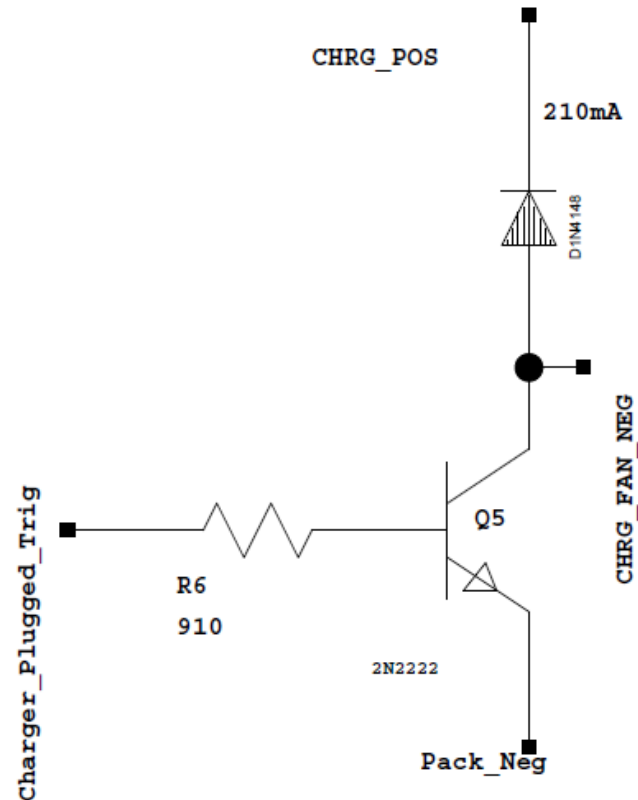 CHRG_POS
210mA
D1N4148
CHRG_FAN_NEG
Q5
Charger_Plugged_Trig
R6
910
2N2222
Pack_Neg